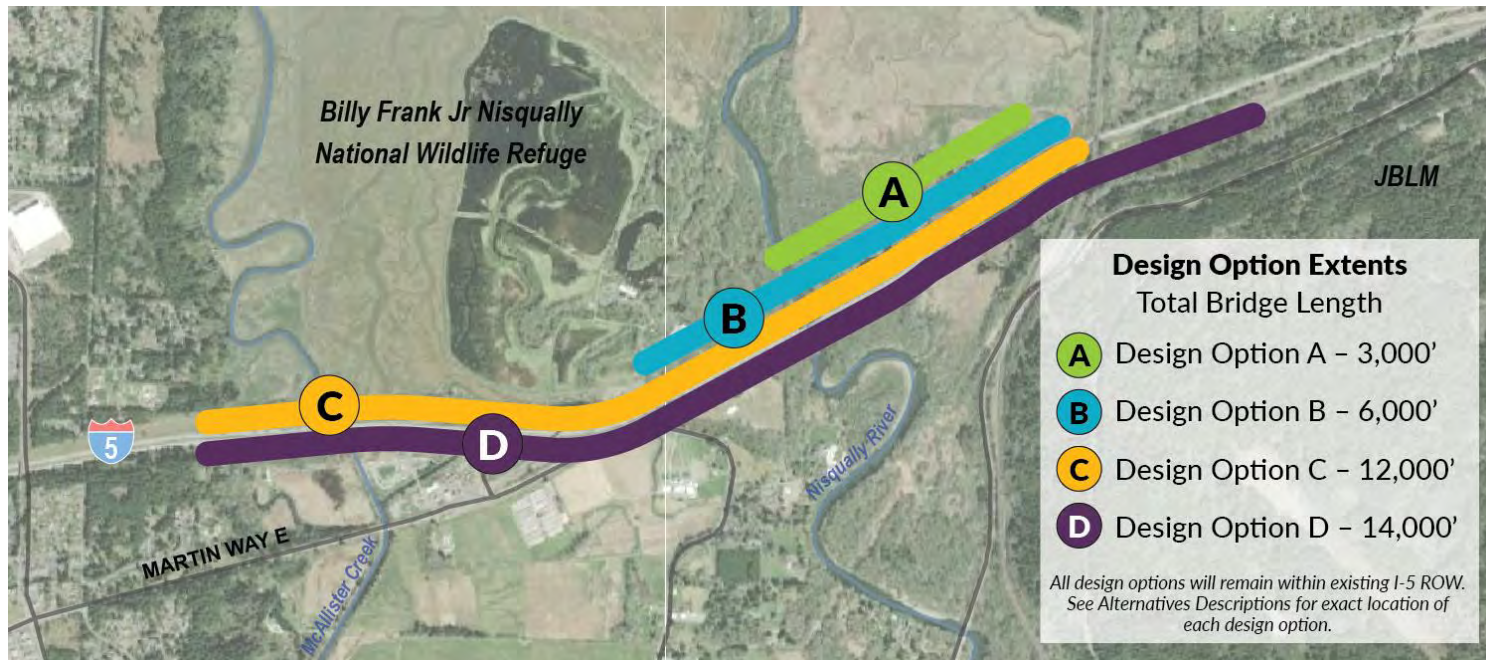 Billy Frank Jr Nisqually
National Wildlife Refuge
A
JBLM
B
C
D
5
MARTIN WAY E
McAllister Creek
Nisqually River
Design Option Extents
Total Bridge Length
A Design Option A – 3,000’
B Design Option B – 6,000’
C Design Option C – 12,000’
D Design Option D – 14,000’
All design options will remain within existing I-5 ROW.
See Alternatives Descriptions for exact location of
each design option.